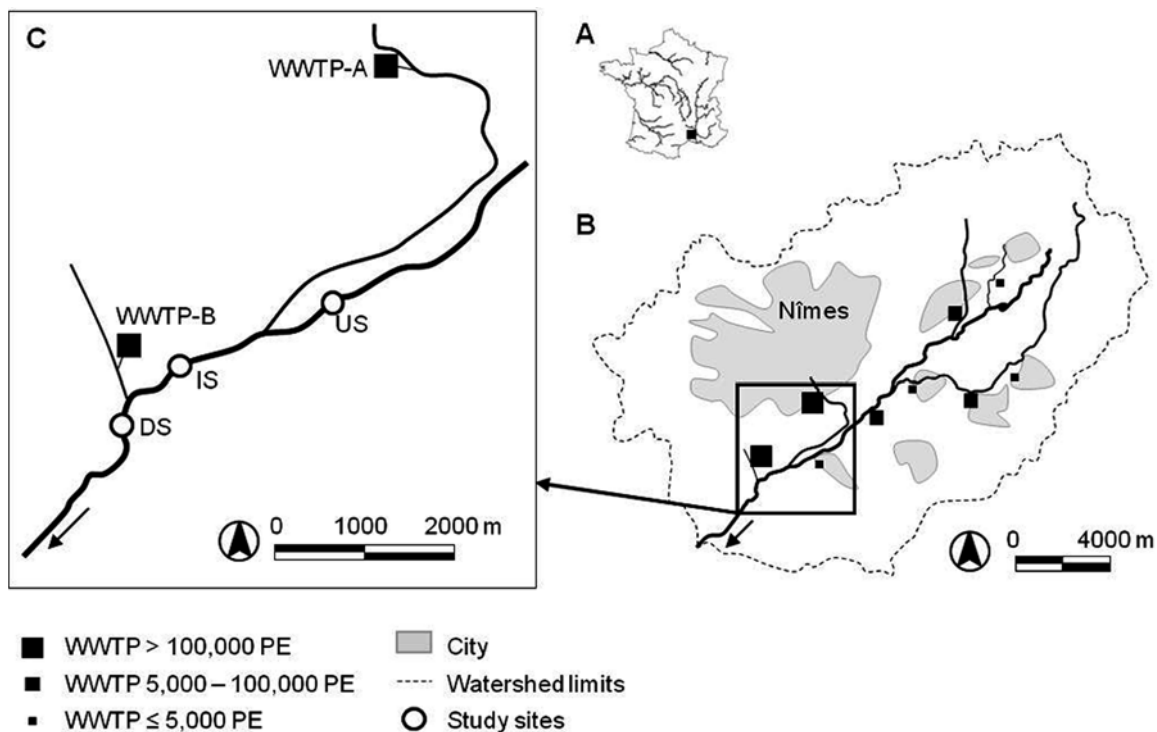 C
WWTP-A
US
WWTP-B
IS
DS
0 1000 2000 m
A
B
Nîmes
0 4000 m
WWTP > 100,000 PE
WWTP 5,000 – 100,000 PE
WWTP ≤ 5,000 PE
City
Watershed limits
Study sites